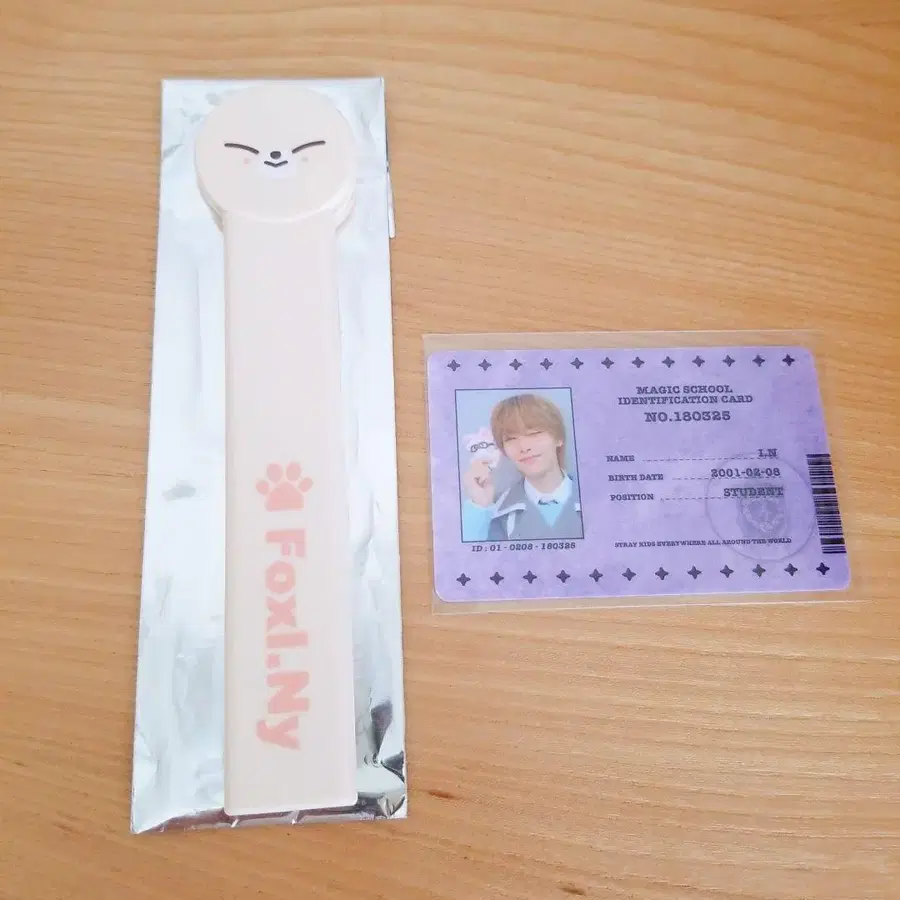 FoxI.Ny
MAGIC SCHOOL
IDENTIFICATION CARD
NO.180325
NAME I.N
BIRTH DATE 2001-02-08
POSITION STUDENT
ID : 01 - 0208 - 180325
STRAY KIDS EVERYWHERE ALL AROUND THE WORLD